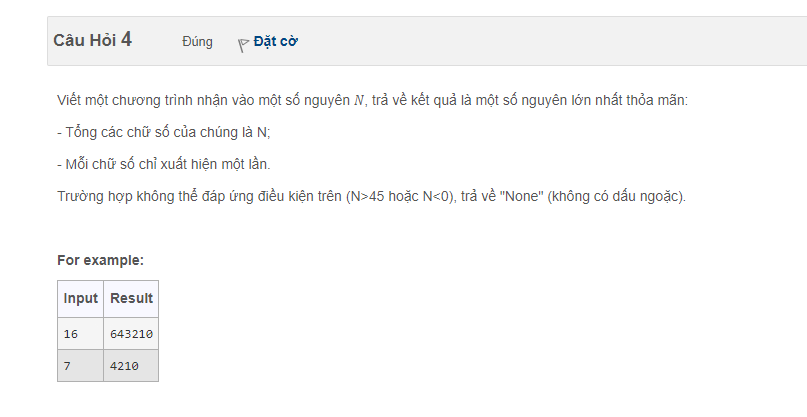 Câu Hỏi 4 Đúng Đặt cờ
Viết một chương trình nhận vào một số nguyên N, trả về kết quả là một số nguyên lớn nhất thỏa mãn:
- Tổng các chữ số của chúng là N;
- Mỗi chữ số chỉ xuất hiện một lần.
Trường hợp không thể đáp ứng điều kiện trên (N>45 hoặc N<0), trả về "None" (không có dấu ngoặc).
For example:
Input Result
16 643210
7 4210